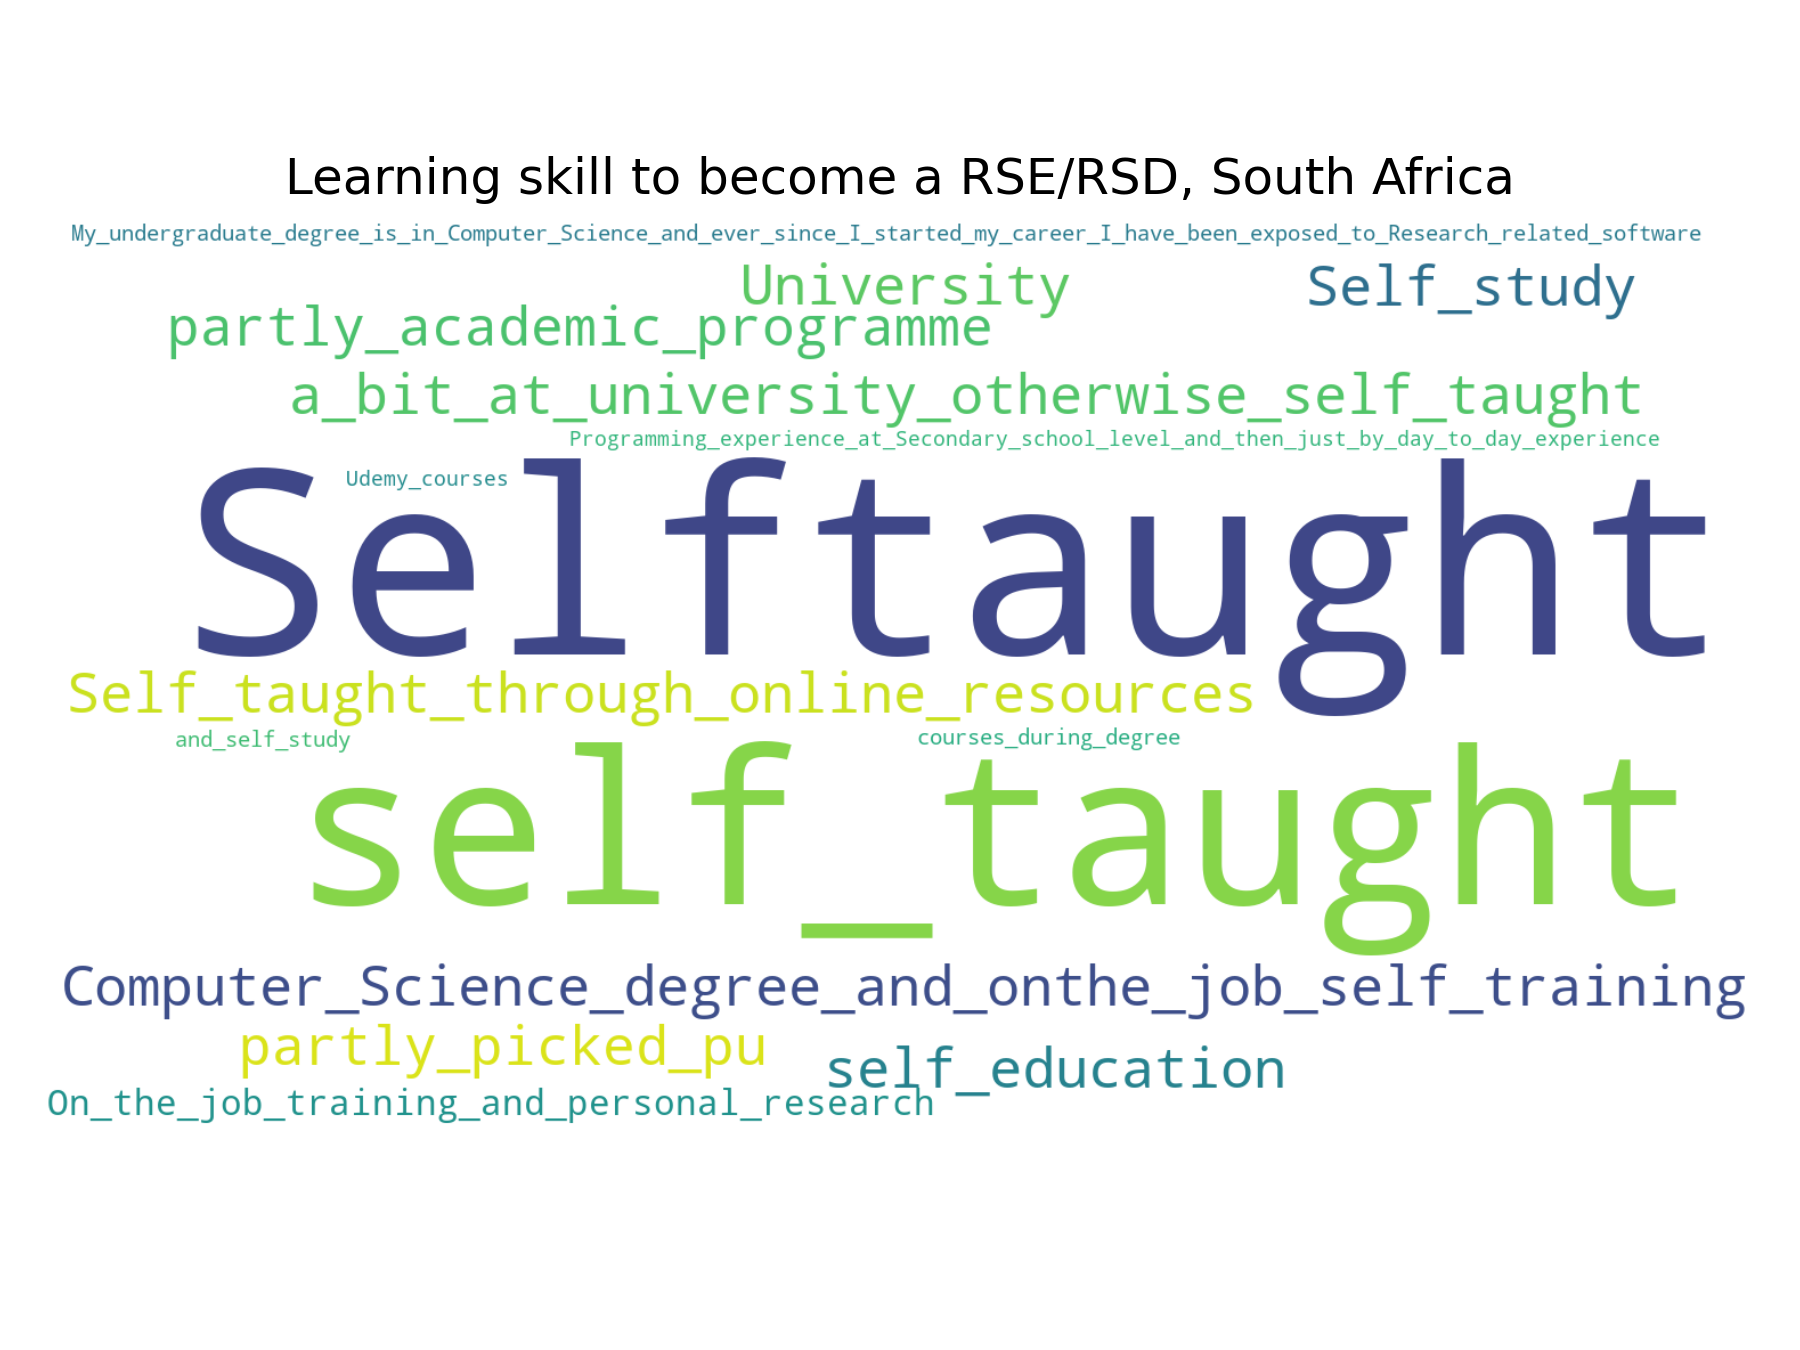 Learning skill to become a RSE/RSD, South Africa
My_undergraduate_degree_is_in_Computer_Science_and_ever_since_I_started_my_career_I_have_been_exposed_to_Research_related_software
University
Self_study
partly_academic_programme
a_bit_at_university_otherwise_self_taught
Programming_experience_at_Secondary_school_level_and_then_just_by_day_to_day_experience
Udemy_courses
Selftaught
Self_taught_through_online_resources
and_self_study
courses_during_degree
self_taught
Computer_Science_degree_and_onthe_job_self_training
partly_picked_pu
self_education
On_the_job_training_and_personal_research